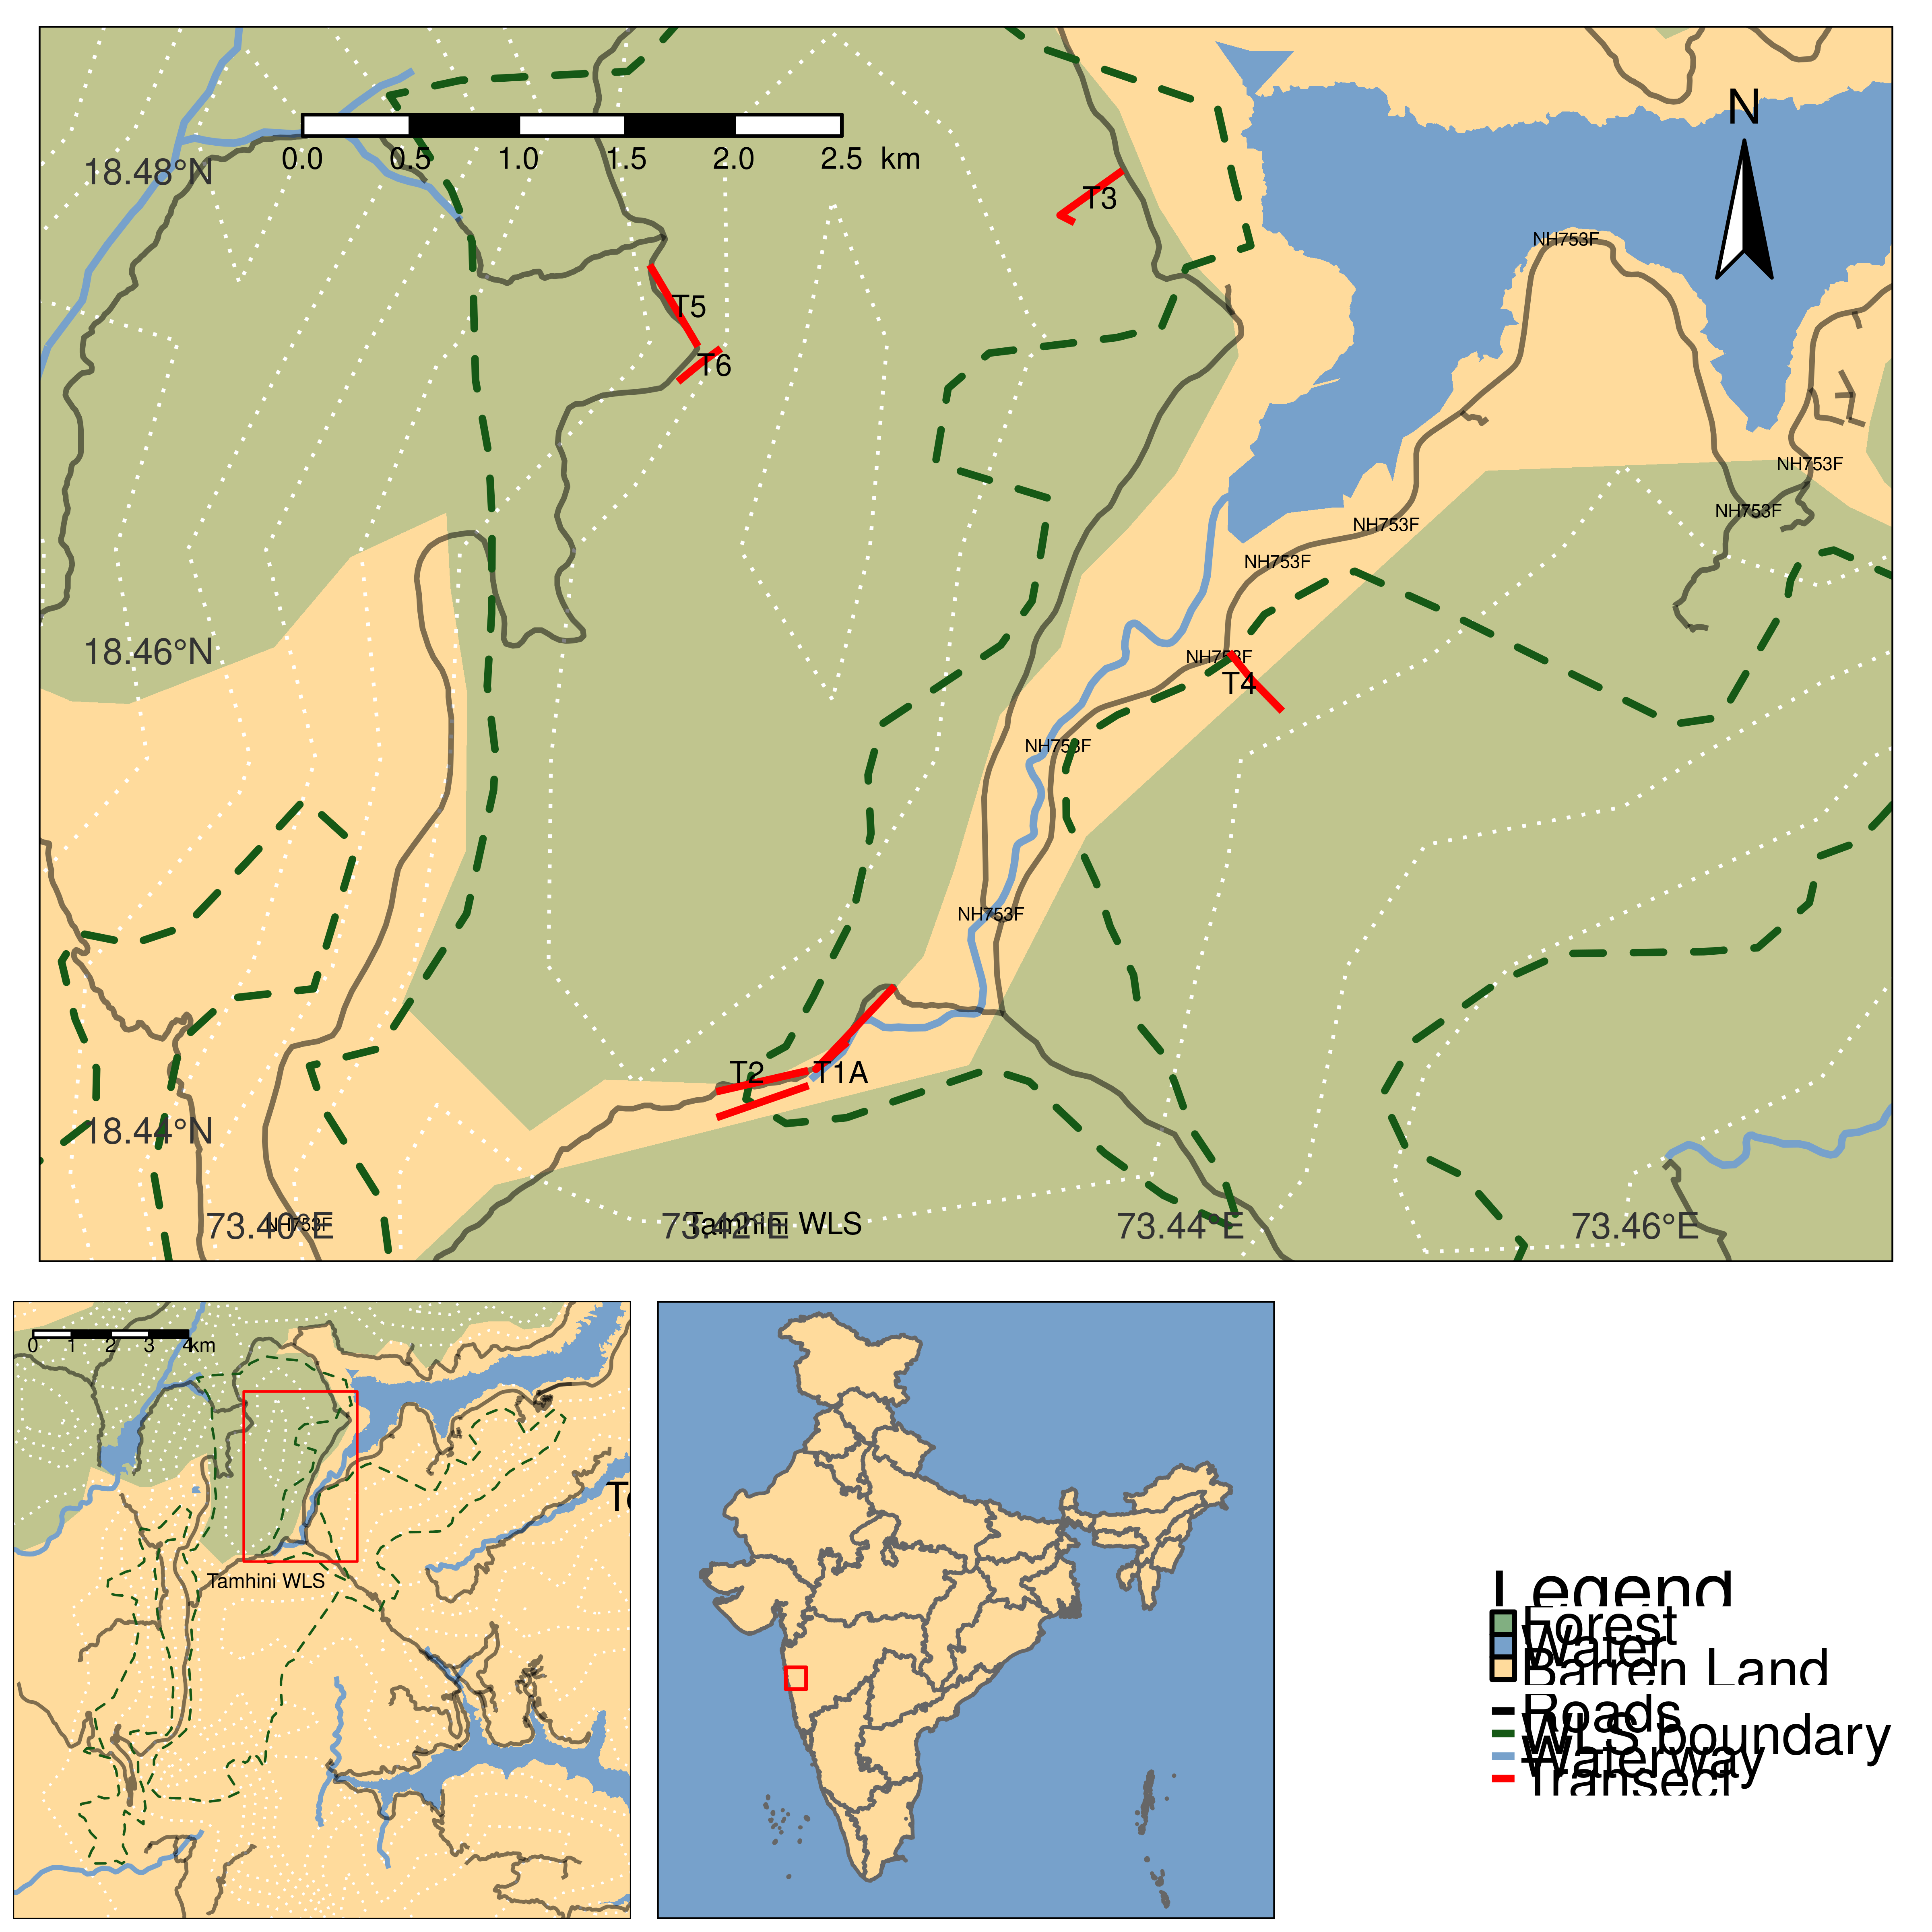 N
0.0 0.5 1.0 1.5 2.0 2.5 km
18.48°N
T3
NH753F
T5
T6
NH753F
NH753F
NH753F
NH753F
18.46°N
NH753F
T4
NH753F
NH753F
T2 T1A
18.44°N
NH753F
Tamhini WLS
73.40°E 73.42°E 73.44°E 73.46°E
0 1 2 3 4km
Tamhini WLS
Legend
Forest
Water
Barren Land
Roads
WLS boundary
Waterway
Transect